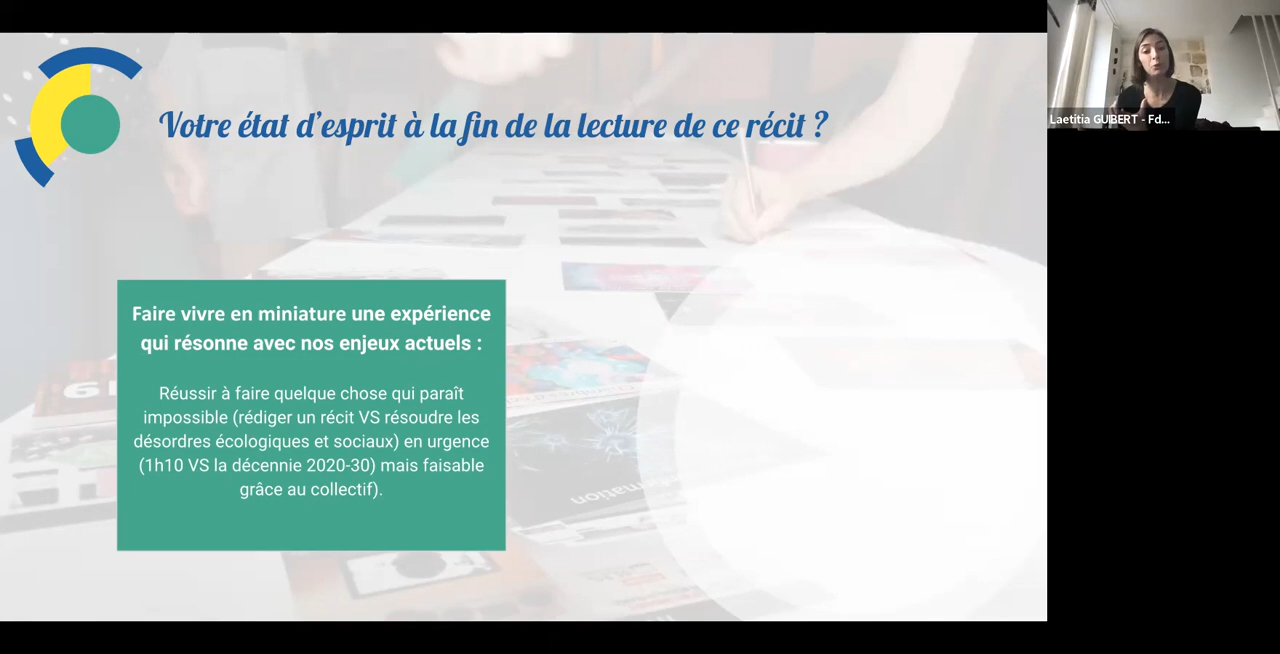 Votre état d'esprit à la fin de la lecture de ce récit ?
Laetitia GUIBERT - Fd...
Faire vivre en miniature une expérience
qui résonne avec nos enjeux actuels :
Réussir à faire quelque chose qui paraît
impossible (rédiger un récit VS résoudre les
désordres écologiques et sociaux) en urgence
(1h10 VS la décennie 2020-30) mais faisable
grâce au collectif).